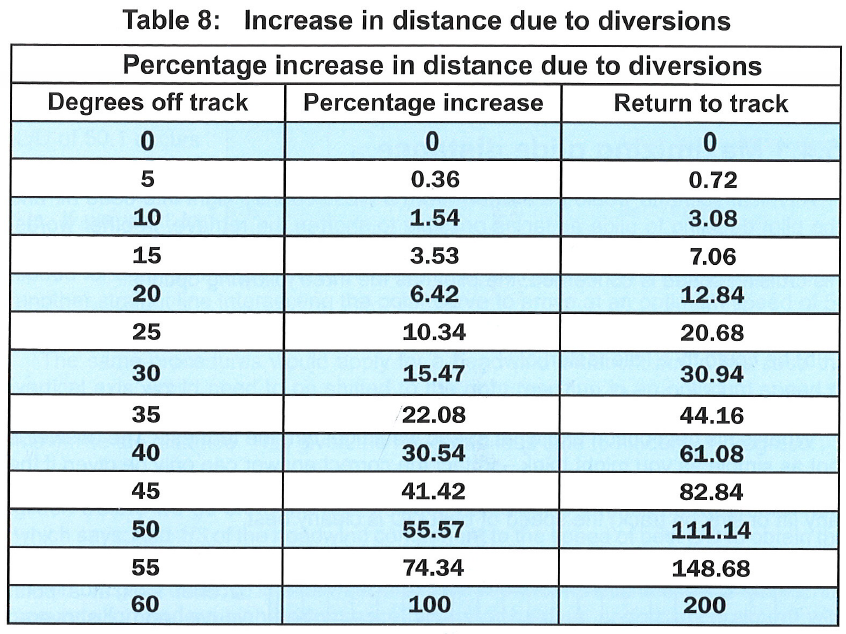 Table 8: Increase in distance due to diversions
Percentage increase in distance due to diversions
Degrees off track Percentage increase Return to track
0 0 0
5 0.36 0.72
10 1.54 3.08
15 3.53 7.06
20 6.42 12.84
25 10.34 20.68
30 15.47 30.94
35 22.08 44.16
40 30.54 61.08
45 41.42 82.84
50 55.57 111.14
55 74.34 148.68
60 100 200